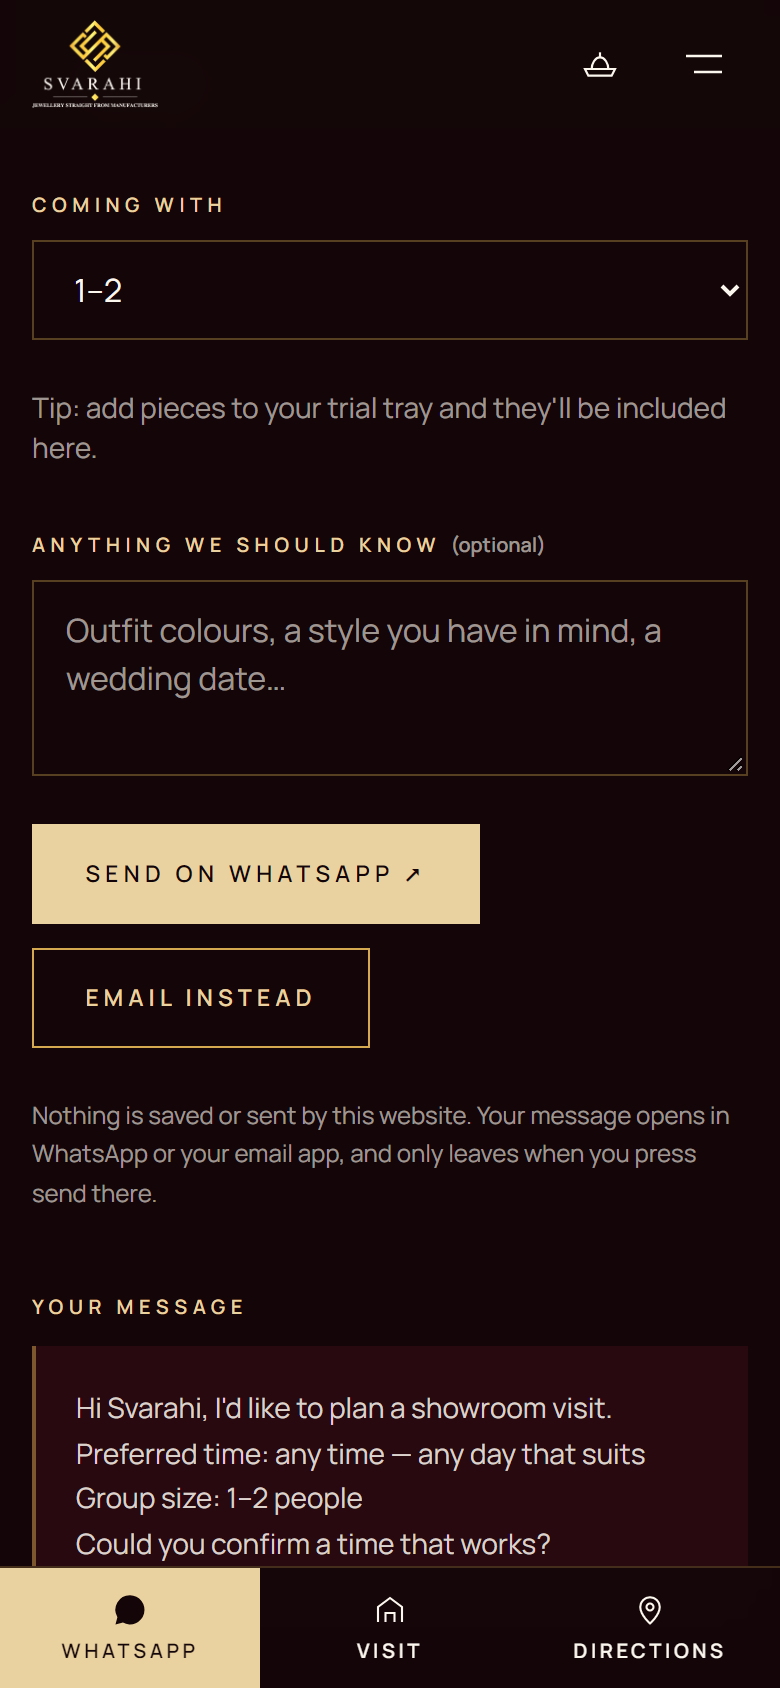 SVARAHI
JEWELLERY STRAIGHT FROM MANUFACTURERS
COMING WITH
1–2
Tip: add pieces to your trial tray and they'll be included
here.
ANYTHING WE SHOULD KNOW (optional)
Outfit colours, a style you have in mind, a
wedding date…
SEND ON WHATSAPP ↗
EMAIL INSTEAD
Nothing is saved or sent by this website. Your message opens in
WhatsApp or your email app, and only leaves when you press
send there.
YOUR MESSAGE
Hi Svarahi, I'd like to plan a showroom visit.
Preferred time: any time — any day that suits
Group size: 1–2 people
Could you confirm a time that works?
WHATSAPP
VISIT
DIRECTIONS